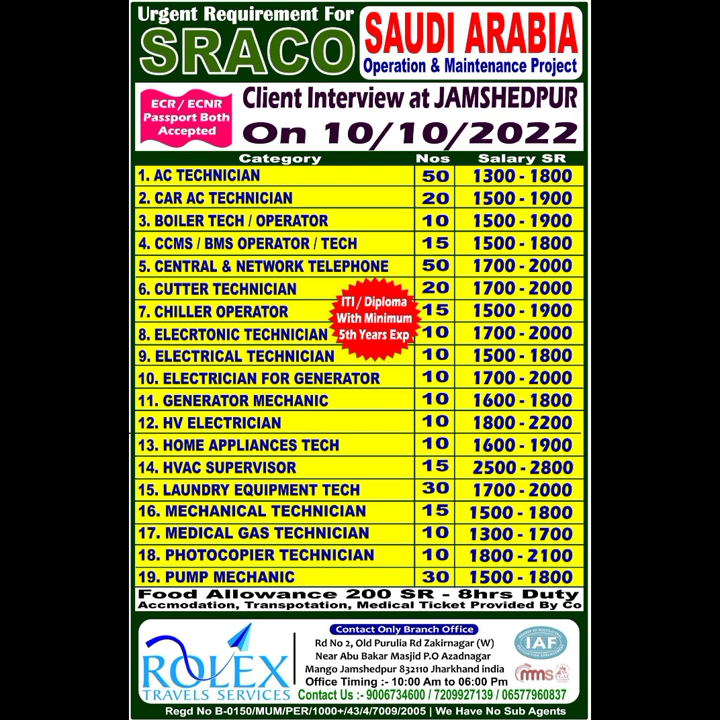 Urgent Requirement For
SRACO
SAUDI ARABIA
Operation & Maintenance Project
ECR / ECNR
Passport Both
Accepted
Client Interview at JAMSHEDPUR
On 10/10/2022
Category Nos Salary SR
1. AC TECHNICIAN 50 1300 - 1800
2. CAR AC TECHNICIAN 20 1500 - 1900
3. BOILER TECH / OPERATOR 10 1500 - 1900
4. CCMS / BMS OPERATOR / TECH 15 1500 - 1800
5. CENTRAL & NETWORK TELEPHONE 50 1700 - 2000
6. CUTTER TECHNICIAN 20 1700 - 2000
7. CHILLER OPERATOR 15 1500 - 1900
8. ELECRTONIC TECHNICIAN 10 1700 - 2000
ITI / Diploma
With Minimum
5th Years Exp
9. ELECTRICAL TECHNICIAN 10 1500 - 1800
10. ELECTRICIAN FOR GENERATOR 10 1700 - 2000
11. GENERATOR MECHANIC 10 1600 - 1800
12. HV ELECTRICIAN 10 1800 - 2200
13. HOME APPLIANCES TECH 10 1600 - 1900
14. HVAC SUPERVISOR 15 2500 - 2800
15. LAUNDRY EQUIPMENT TECH 30 1700 - 2000
16. MECHANICAL TECHNICIAN 15 1500 - 1800
17. MEDICAL GAS TECHNICIAN 10 1300 - 1700
18. PHOTOCOPIER TECHNICIAN 10 1800 - 2100
19. PUMP MECHANIC 30 1500 - 1800
Food Allowance 200 SR - 8hrs Duty
Accmodation, Transpotation, Medical Ticket Provided By Co
ROLEX
TRAVELS SERVICES
Contact Only Branch Office
Rd No 2, Old Purulia Rd Zakirnagar (W)
Near Abu Bakar Masjid P.O Azadnagar
Mango Jamshedpur 832110 Jharkhand india
Office Timing :- 10:00 Am to 06:00 Pm
Contact Us :- 9006734600 / 7209927139 / 06577960837
IAF
Regd No B-0150/MUM/PER/1000+/43/4/7009/2005 | We Have No Sub Agents